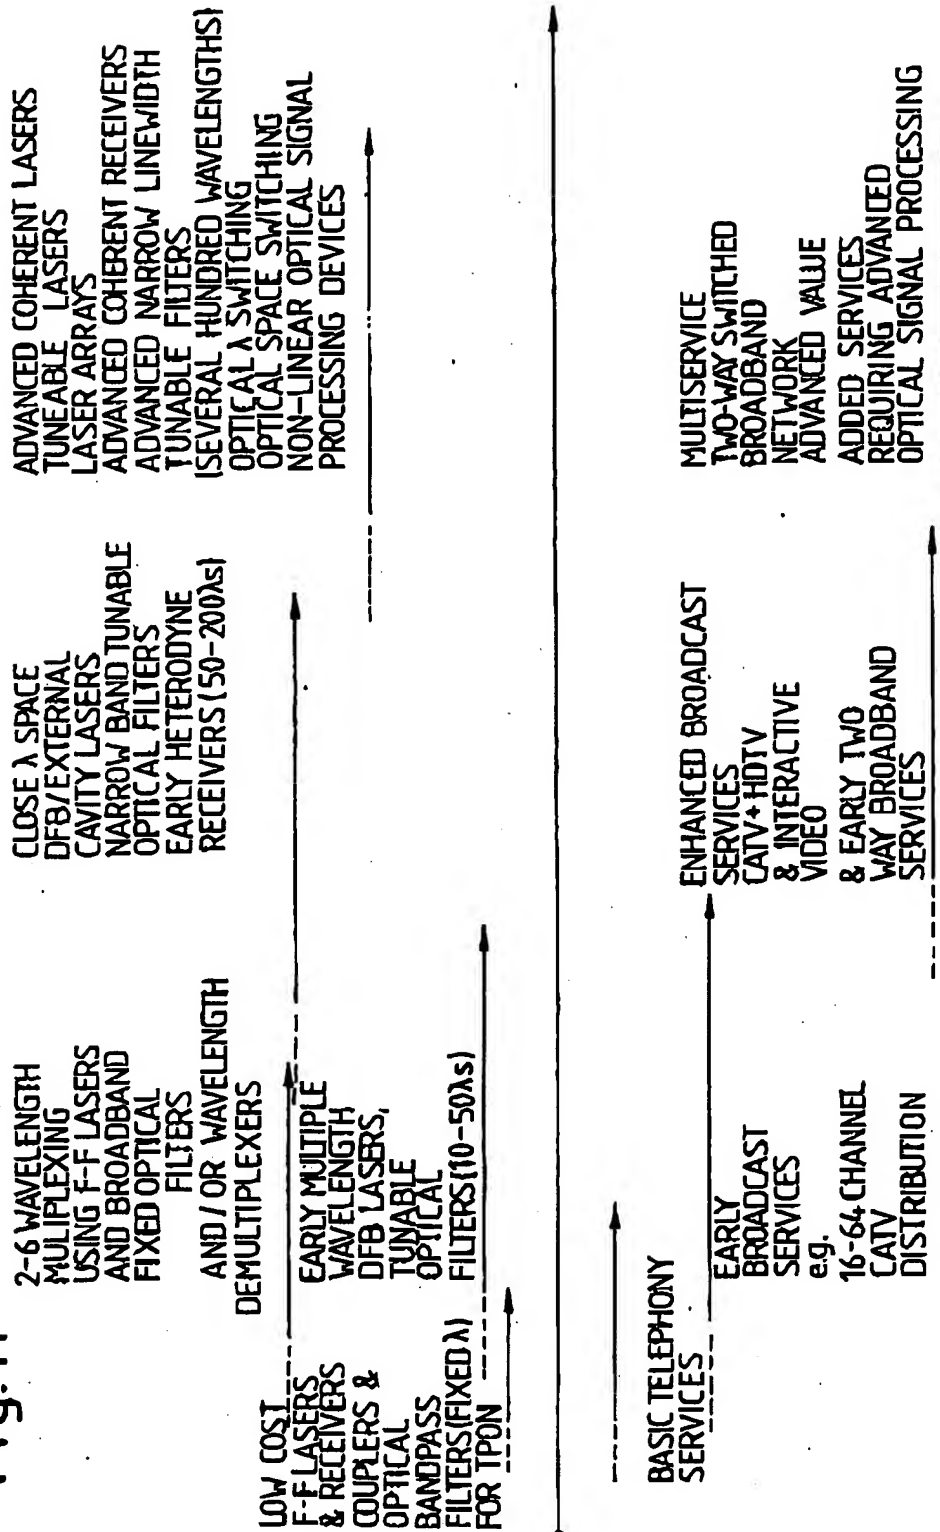 Fig.11
2-6 WAVELENGTH
MULIPLEXING
USING F-F LASERS
AND BROADBAND
FIXED OPTICAL
FILTERS
AND / OR WAVELENGTH
DEMULTIPLEXERS
CLOSE λ SPACE
DFB/EXTERNAL
CAVITY LASERS
NARROW BAND TUNABLE
OPTICAL FILTERS
EARLY HETERODYNE
RECEIVERS (50-200λs)
ADVANCED COHERENT LASERS
TUNEABLE LASERS
LASER ARRAYS
ADVANCED COHERENT RECEIVERS
ADVANCED NARROW LINEWIDTH
TUNABLE FILTERS
(SEVERAL HUNDRED WAVELENGTHS)
OPTICAL λ SWITCHING
OPTICAL SPACE SWITCHING
NON-LINEAR OPTICAL SIGNAL
PROCESSING DEVICES
LOW COST
F-F LASERS
& RECEIVERS
COUPLERS &
OPTICAL
BANDPASS
FILTERS(FIXED λ)
FOR TPON
EARLY MULTIPLE
WAVELENGTH
DFB LASERS,
TUNABLE
OPTICAL
FILTERS(10-50λs)
BASIC TELEPHONY
SERVICES
EARLY
BROADCAST
SERVICES
e.g.
16-64 CHANNEL
CATV
DISTRIBUTION
ENHANCED BROADCAST
SERVICES
CATV+HDTV
& INTERACTIVE
VIDEO
& EARLY TWO
WAY BROADBAND
SERVICES
MULTISERVICE
TWO-WAY SWITCHED
BROADBAND
NETWORK
ADVANCED VALUE
ADDED SERVICES
REQUIRING ADVANCED
OPTICAL SIGNAL PROCESSING